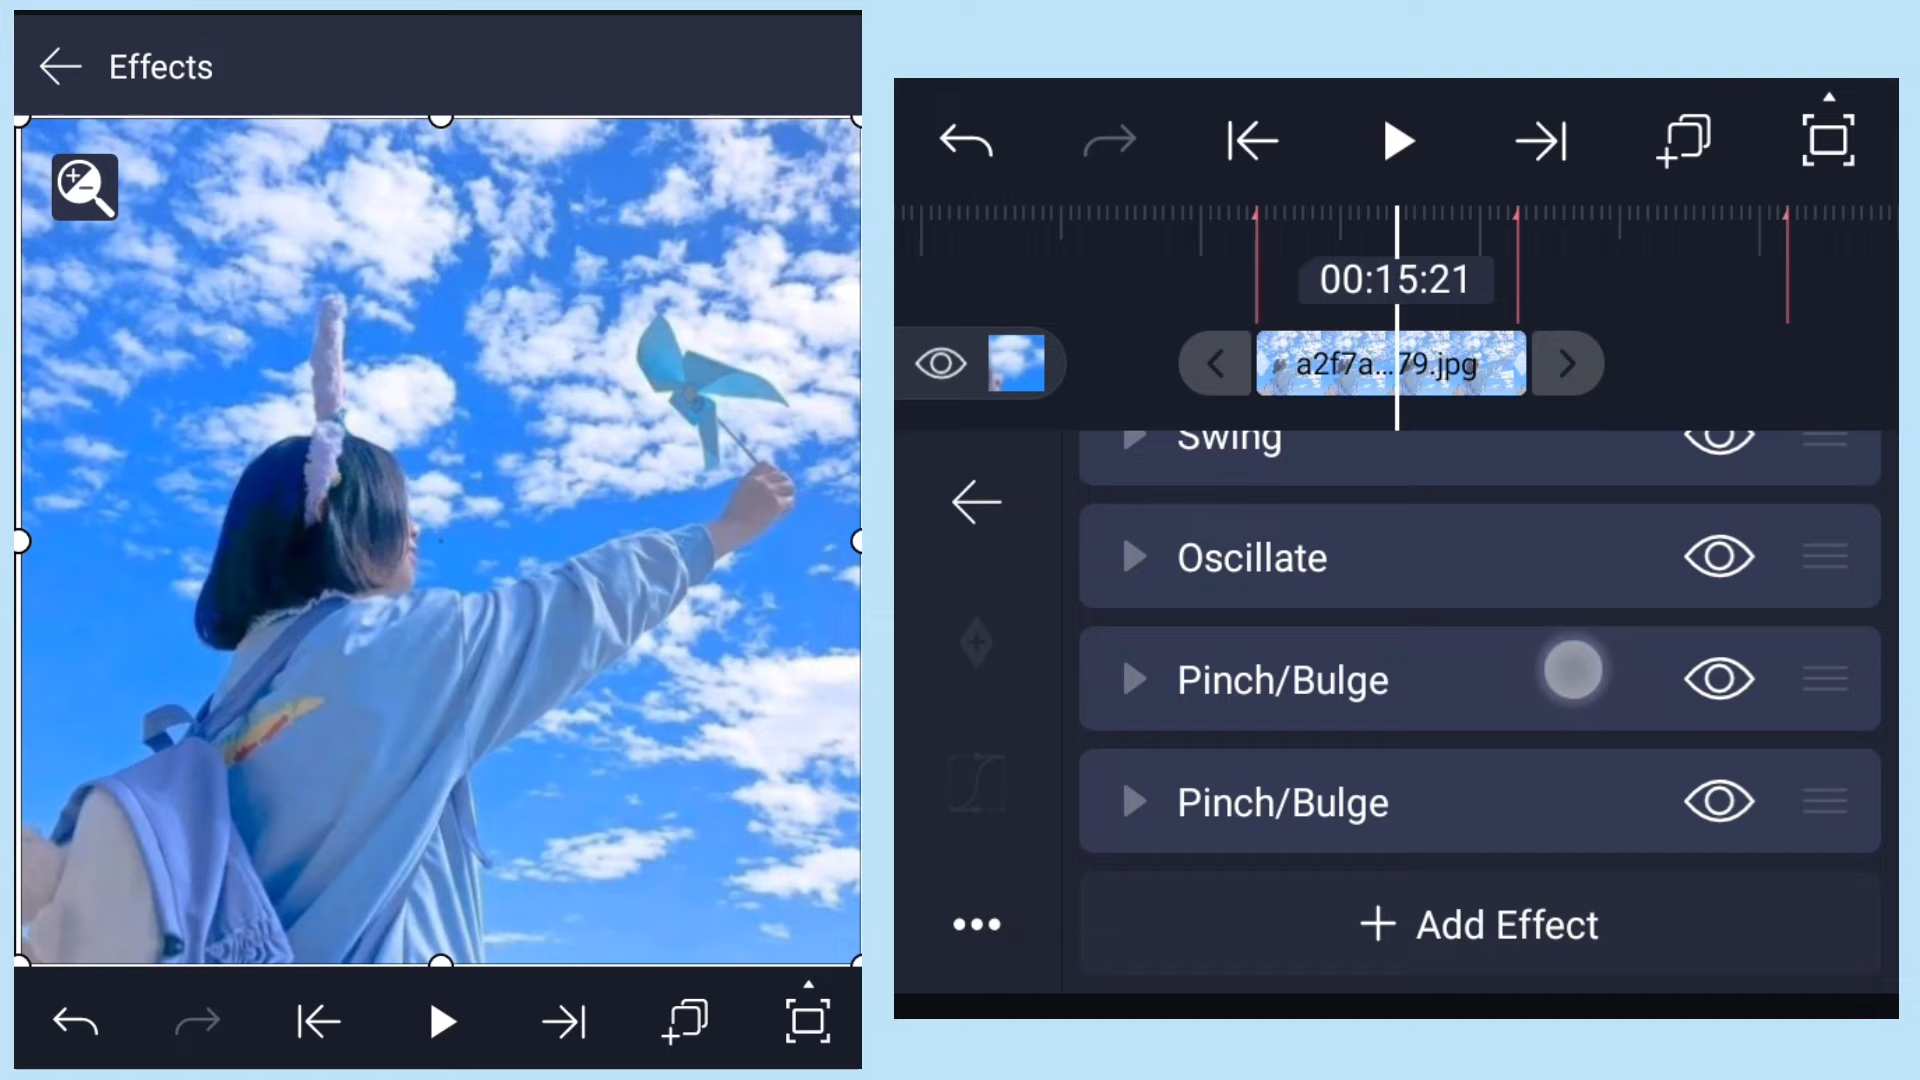 Effects
00:15:21
a2f7a...79.jpg
Swing
Oscillate
Pinch/Bulge
Pinch/Bulge
+ Add Effect